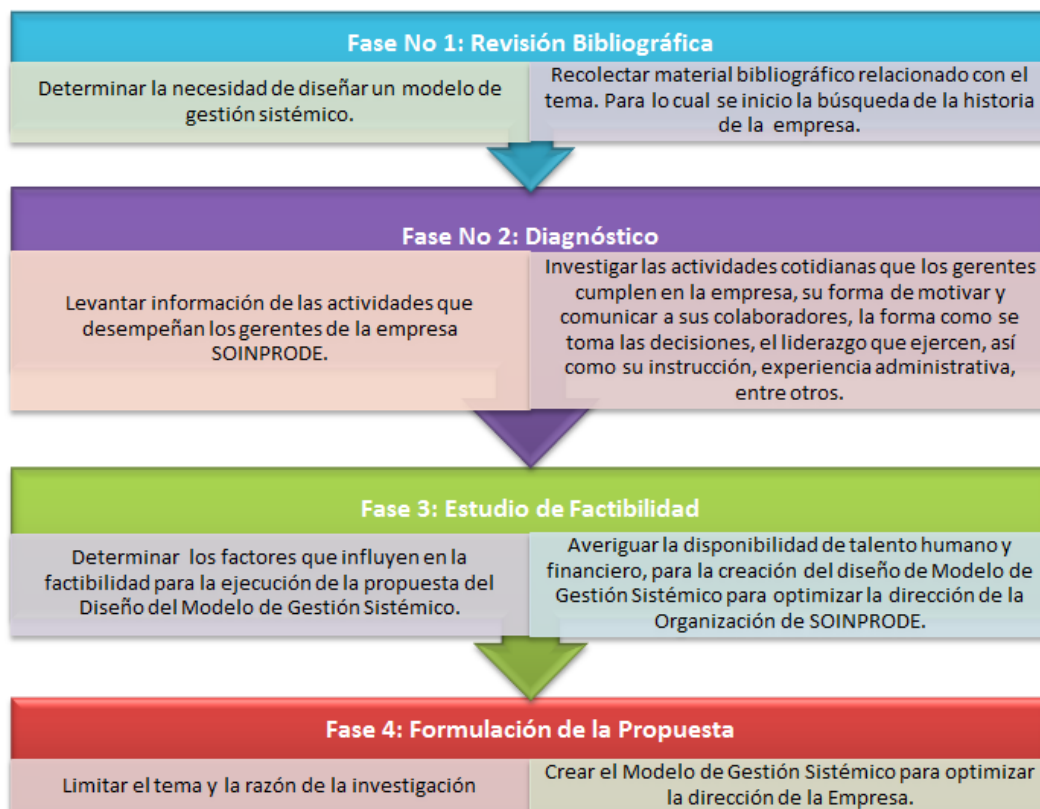 Fase No 1: Revisión Bibliográfica
Determinar la necesidad de diseñar un modelo de
gestión sistémico.
Recolectar material bibliográfico relacionado con el
tema. Para lo cual se inicio la búsqueda de la historia
de la empresa.
Fase No 2: Diagnóstico
Levantar información de las actividades que
desempeñan los gerentes de la empresa
SOINPRODE.
Investigar las actividades cotidianas que los gerentes
cumplen en la empresa, su forma de motivar y
comunicar a sus colaboradores, la forma como se
toma las decisiones, el liderazgo que ejercen, así
como su instrucción, experiencia administrativa,
entre otros.
Fase 3: Estudio de Factibilidad
Determinar los factores que influyen en la
factibilidad para la ejecución de la propuesta del
Diseño del Modelo de Gestión Sistémico.
Averiguar la disponibilidad de talento humano y
financiero, para la creación del diseño de Modelo de
Gestión Sistémico para optimizar la dirección de la
Organización de SOINPRODE.
Fase 4: Formulación de la Propuesta
Limitar el tema y la razón de la investigación
Crear el Modelo de Gestión Sistémico para optimizar
la dirección de la Empresa.